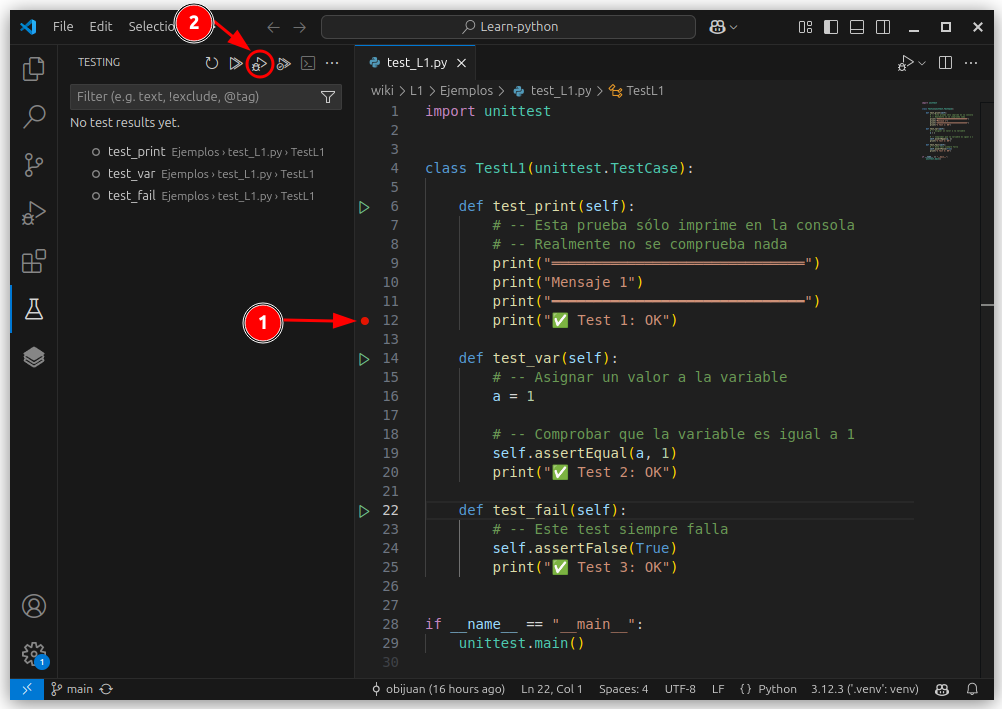 File Edit Selectio
2
Learn-python
TESTING
test_L1.py
Filter (e.g. text, !exclude, @tag)
No test results yet.
test_print Ejemplos › test_L1.py › TestL1
test_var Ejemplos › test_L1.py › TestL1
test_fail Ejemplos › test_L1.py › TestL1
wiki > L1 > Ejemplos > test_L1.py > TestL1
1 import unittest
2
3
4 class TestL1(unittest.TestCase):
5
6 def test_print(self):
7 # -- Esta prueba sólo imprime en la consola
8 # -- Realmente no se comprueba nada
9 print("══════════════════════════════")
10 print("Mensaje 1")
11 print("══════════════════════════════")
1
12 print("✅ Test 1: OK")
13
14 def test_var(self):
15 # -- Asignar un valor a la variable
16 a = 1
17
18 # -- Comprobar que la variable es igual a 1
19 self.assertEqual(a, 1)
20 print("✅ Test 2: OK")
21
22 def test_fail(self):
23 # -- Este test siempre falla
24 self.assertFalse(True)
25 print("✅ Test 3: OK")
26
27
28 if __name__ == "__main__":
29 unittest.main()
30
1
main
obijuan (16 hours ago) Ln 22, Col 1 Spaces: 4 UTF-8 LF {} Python 3.12.3 ('.venv': venv)